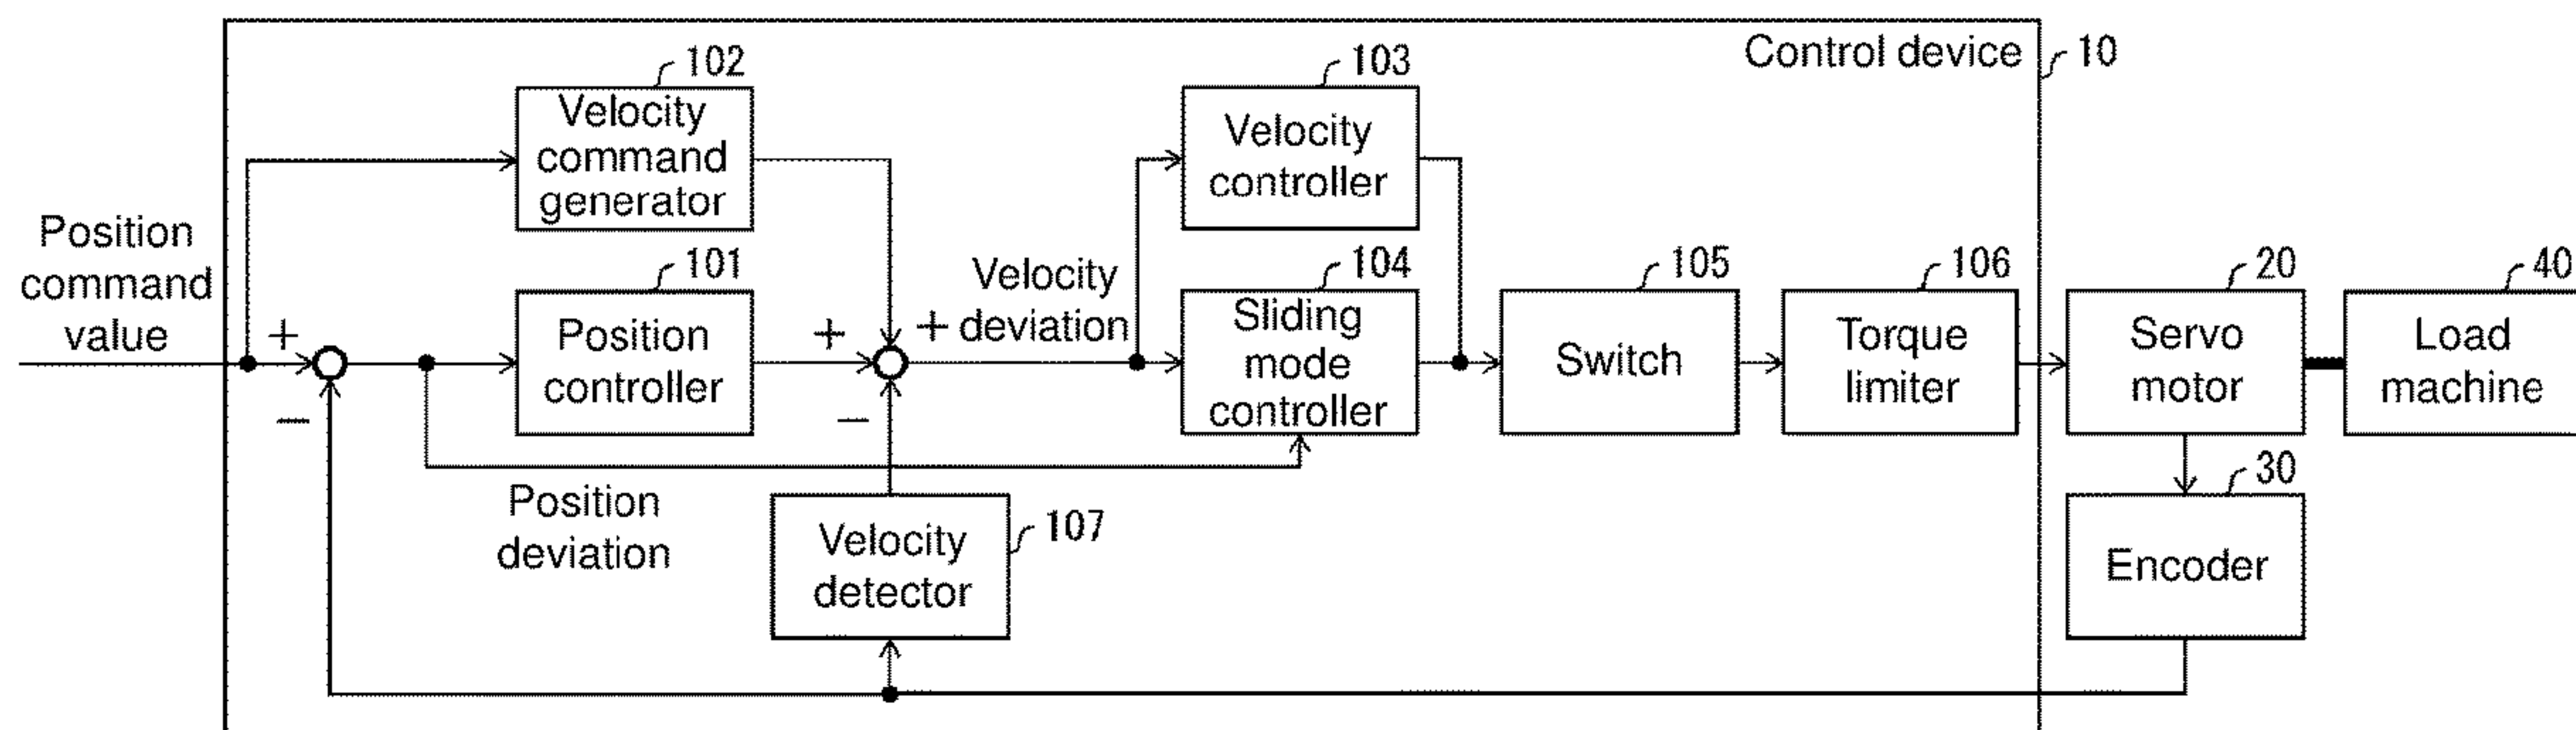 Control device
10
102
Velocity
command
generator
103
Velocity
controller
Position
command
value
+
−
101
Position
controller
+
+
−
Velocity
deviation
104
Sliding
mode
controller
105
Switch
106
Torque
limiter
20
Servo
motor
40
Load
machine
Position
deviation
107
Velocity
detector
30
Encoder